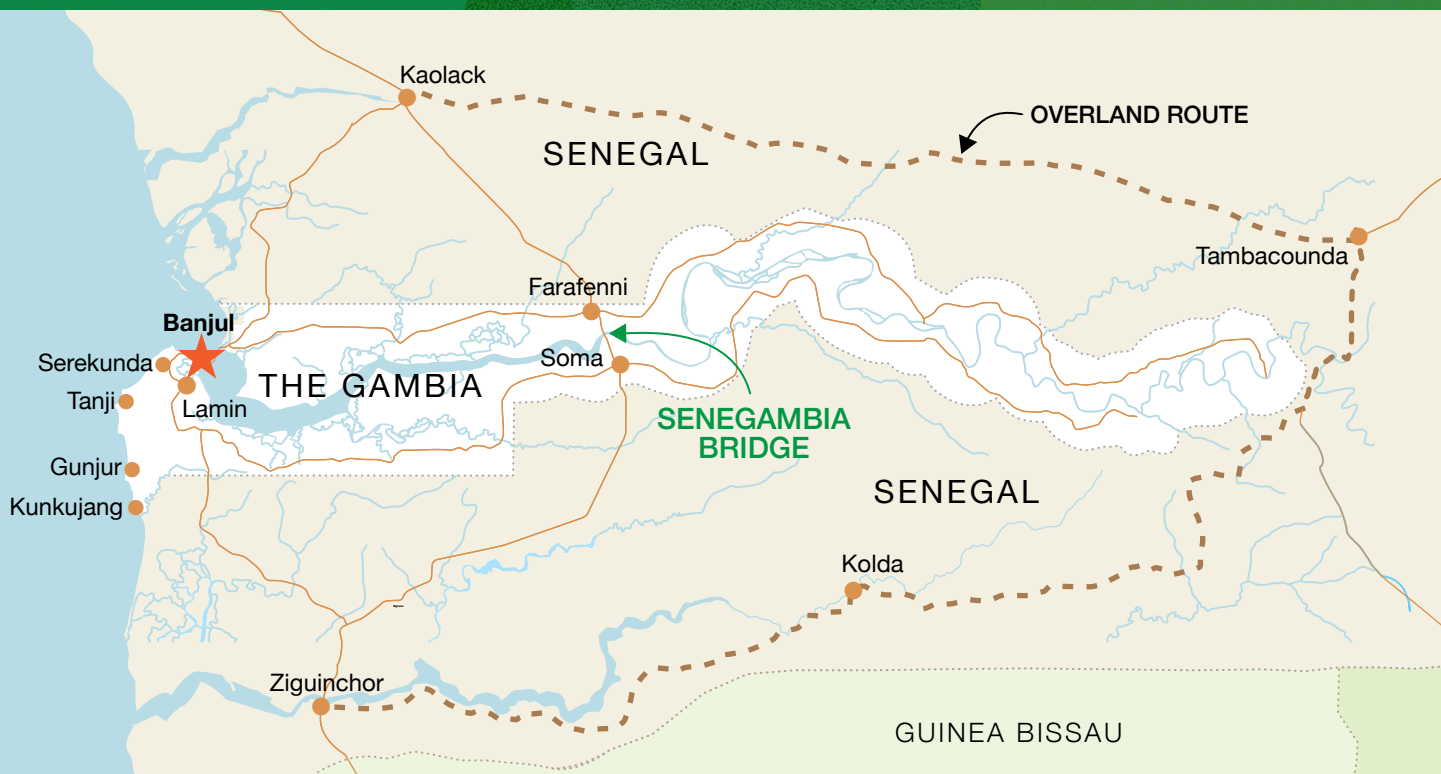 Kaolack
OVERLAND ROUTE
SENEGAL
Tambacounda
Farafenni
Banjul
Serekunda
Soma
THE GAMBIA
Tanji
Lamin
SENEGAMBIA
BRIDGE
Gunjur
SENEGAL
Kunkujang
Kolda
Ziguinchor
GUINEA BISSAU